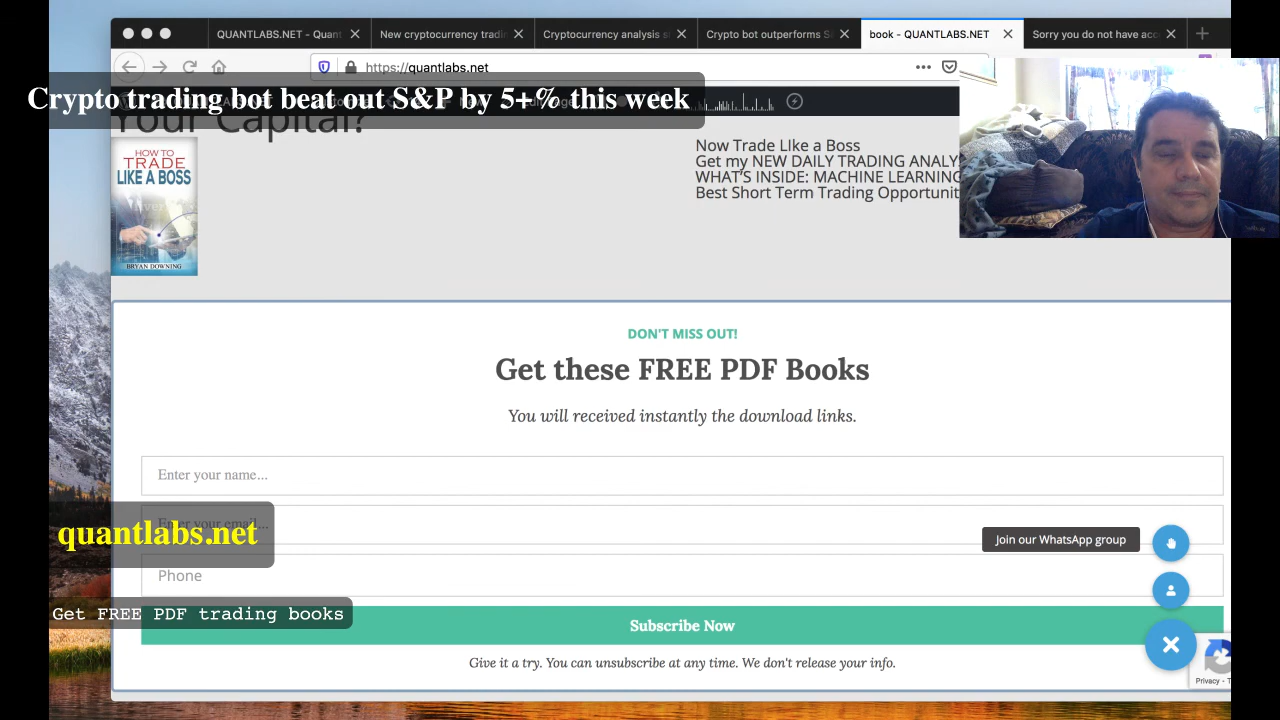 QUANTLABS.NET - Quant
New cryptocurrency tradin
Cryptocurrency analysis s
Crypto bot outperforms S
book - QUANTLABS.NET
Sorry you do not have acc
https://quantlabs.net
Crypto trading bot beat out S&P by 5+% this week
Your Capital?
HOW TO
TRADE
LIKE A BOSS
BRYAN DOWNING
Now Trade LIke a Boss
Get my NEW DAILY TRADING ANALY
WHAT'S INSIDE: MACHINE LEARNING
Best Short Term Trading Opportunit
DON'T MISS OUT!
Get these FREE PDF Books
You will received instantly the download links.
Enter your name...
Enter your email...
quantlabs.net
Join our WhatsApp group
Phone
Get FREE PDF trading books
Subscribe Now
Give it a try. You can unsubscribe at any time. We don't release your info.
Privacy - T